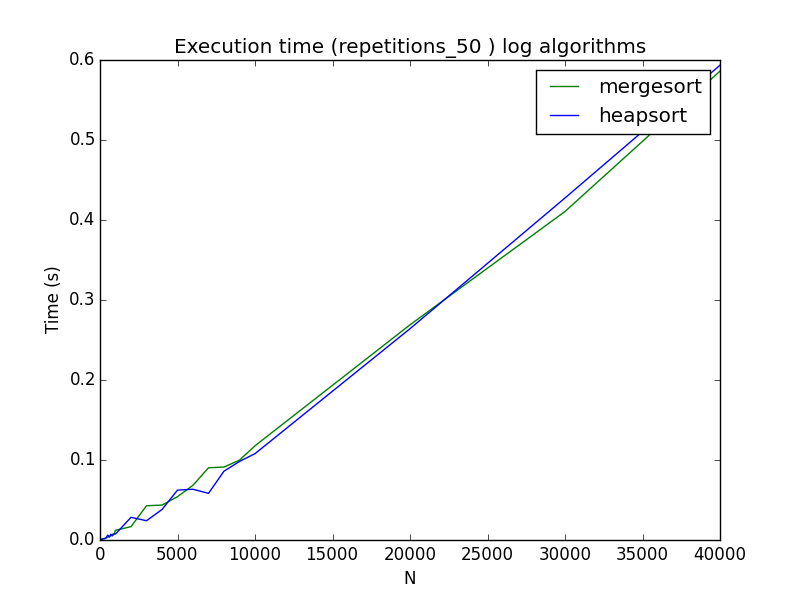 Execution time (repetitions_50 ) log algorithms
mergesort
heapsort
0.6
0.5
0.4
0.3
0.2
0.1
0.0
Time (s)
0 5000 10000 15000 20000 25000 30000 35000 40000
N